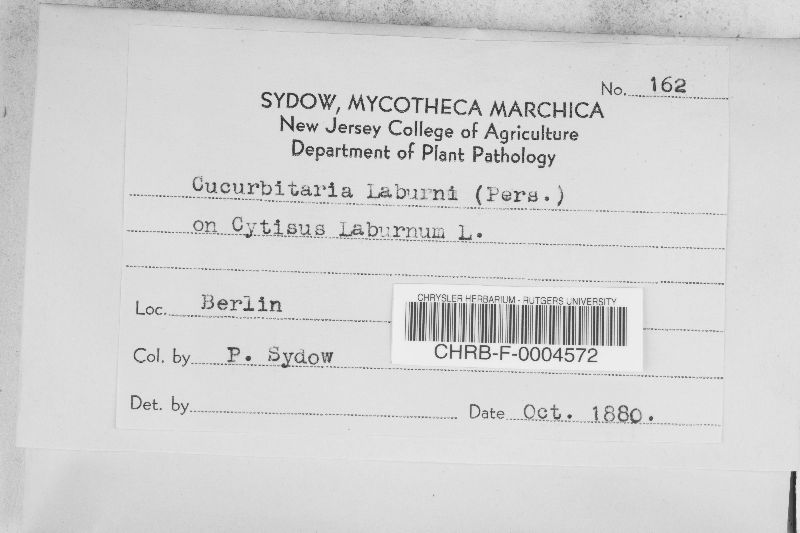 No. 162
SYDOW, MYCOTHECA MARCHICA
New Jersey College of Agriculture
Department of Plant Pathology
Cucurbitaria Laburni (Pers.)
on Cytisus Laburnum L.
Loc. Berlin
CHRYSLER HERBARIUM - RUTGERS UNIVERSITY
CHRB-F-0004572
Col. by P. Sydow
Det. by
Date Oct. 1880.